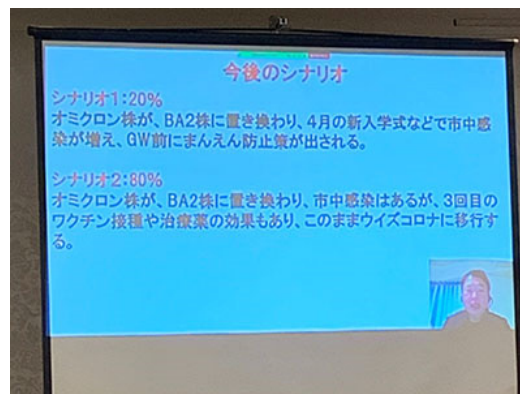 今後のシナリオ
シナリオ1:20%
オミクロン株が、BA2株に置き換わり、4月の新入学式などで市中感
染が増え、GW前にまんえん防止策が出される。
シナリオ2:80%
オミクロン株が、BA2株に置き換わり、市中感染はあるが、3回目の
ワクチン接種や治療薬の効果もあり、このままウイズコロナに移行す
る。